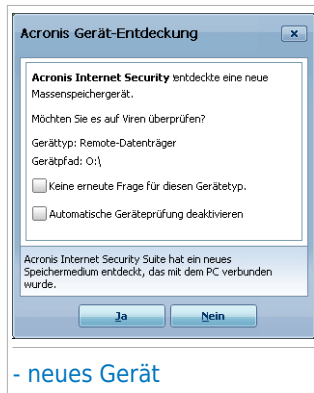 Acronis Gerät-Entdeckung
Acronis Internet Security entdeckte eine neue
Massenspeichergerät.
Möchten Sie es auf Viren überprüfen?
Gerättyp: Remote-Datenträger
Gerätpfad: O:\
Keine erneute Frage für diesen Gerätetyp.
Automatische Geräteprüfung deaktivieren
Acronis Internet Security Suite hat ein neues
Speichermedium entdeckt, das mit dem PC verbunden
wurde.
Ja
Nein
- neues Gerät